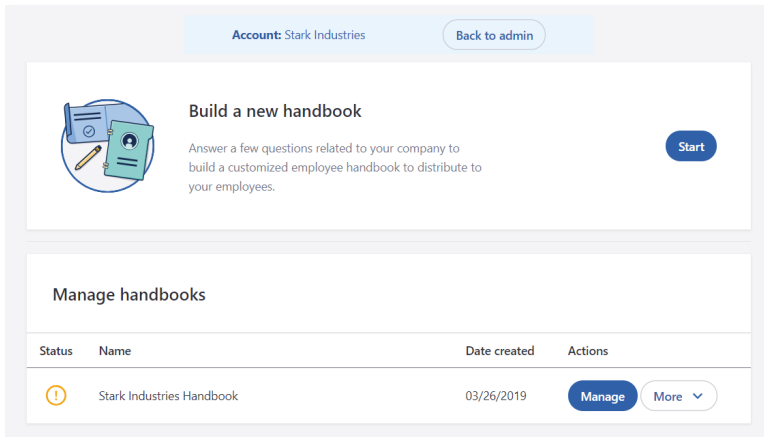 Account: Stark Industries Back to admin
Build a new handbook
Answer a few questions related to your company to
build a customized employee handbook to distribute to
your employees.
Start
Manage handbooks
Status Name Date created Actions
Stark Industries Handbook 03/26/2019 Manage More